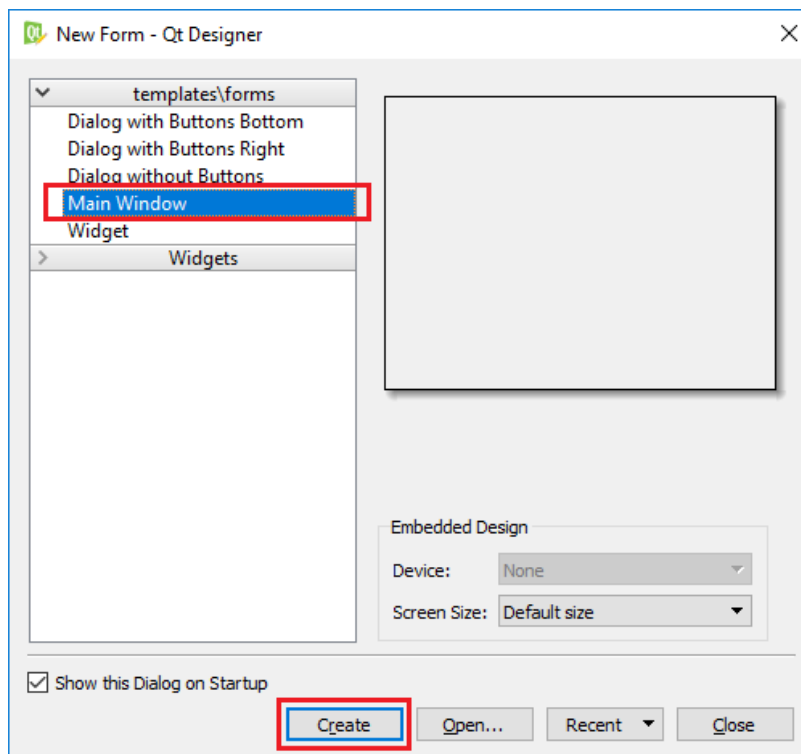 New Form - Qt Designer
templates\forms
Dialog with Buttons Bottom
Dialog with Buttons Right
Dialog without Buttons
Main Window
Widget
Widgets
Embedded Design
Device: None
Screen Size: Default size
Show this Dialog on Startup
Create Open... Recent Close